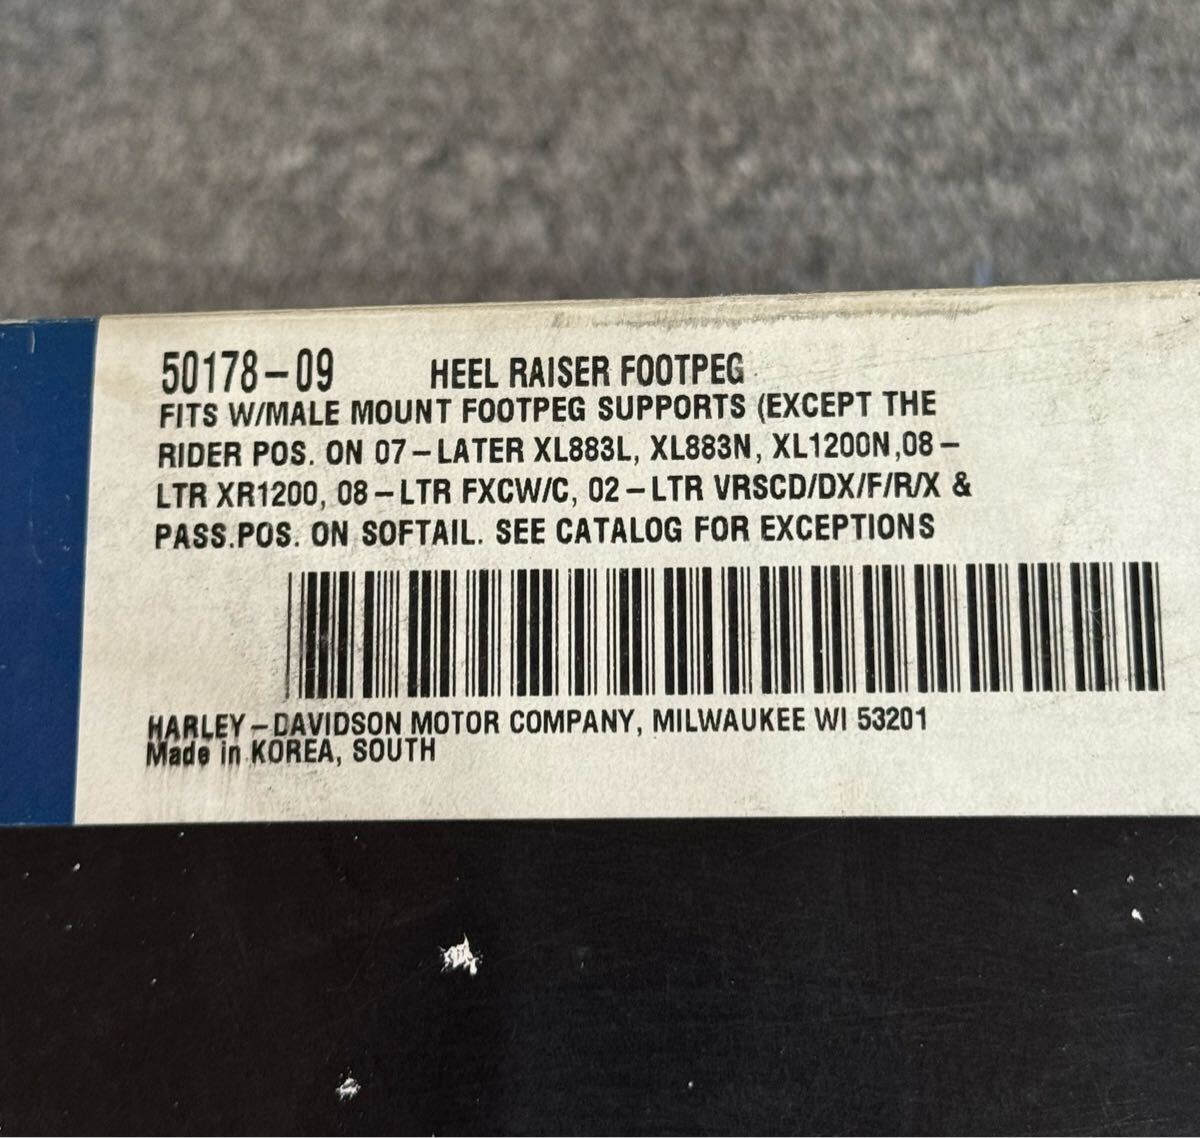 50178-09 HEEL RAISER FOOTPEG
FITS W/MALE MOUNT FOOTPEG SUPPORTS (EXCEPT THE
RIDER POS. ON 07-LATER XL883L, XL883N, XL1200N,08-
LTR XR1200, 08-LTR FXCW/C, 02-LTR VRSCD/DX/F/R/X &
PASS.POS. ON SOFTAIL. SEE CATALOG FOR EXCEPTIONS
HARLEY-DAVIDSON MOTOR COMPANY, MILWAUKEE WI 53201
Made in KOREA, SOUTH